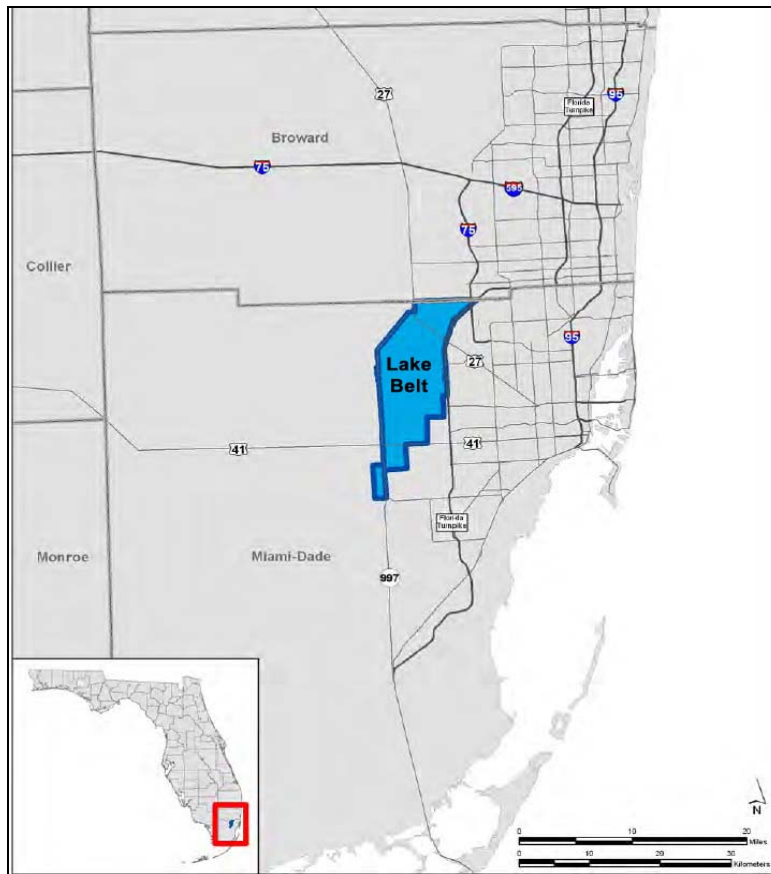 27
Florida
Turnpike
95
Broward
75
595
75
Collier
95
Lake
Belt
27
41
41
Florida
Turnpike
Monroe
Miami-Dade
997
N
0 10 20
Miles
0 10 20 30
Kilometers